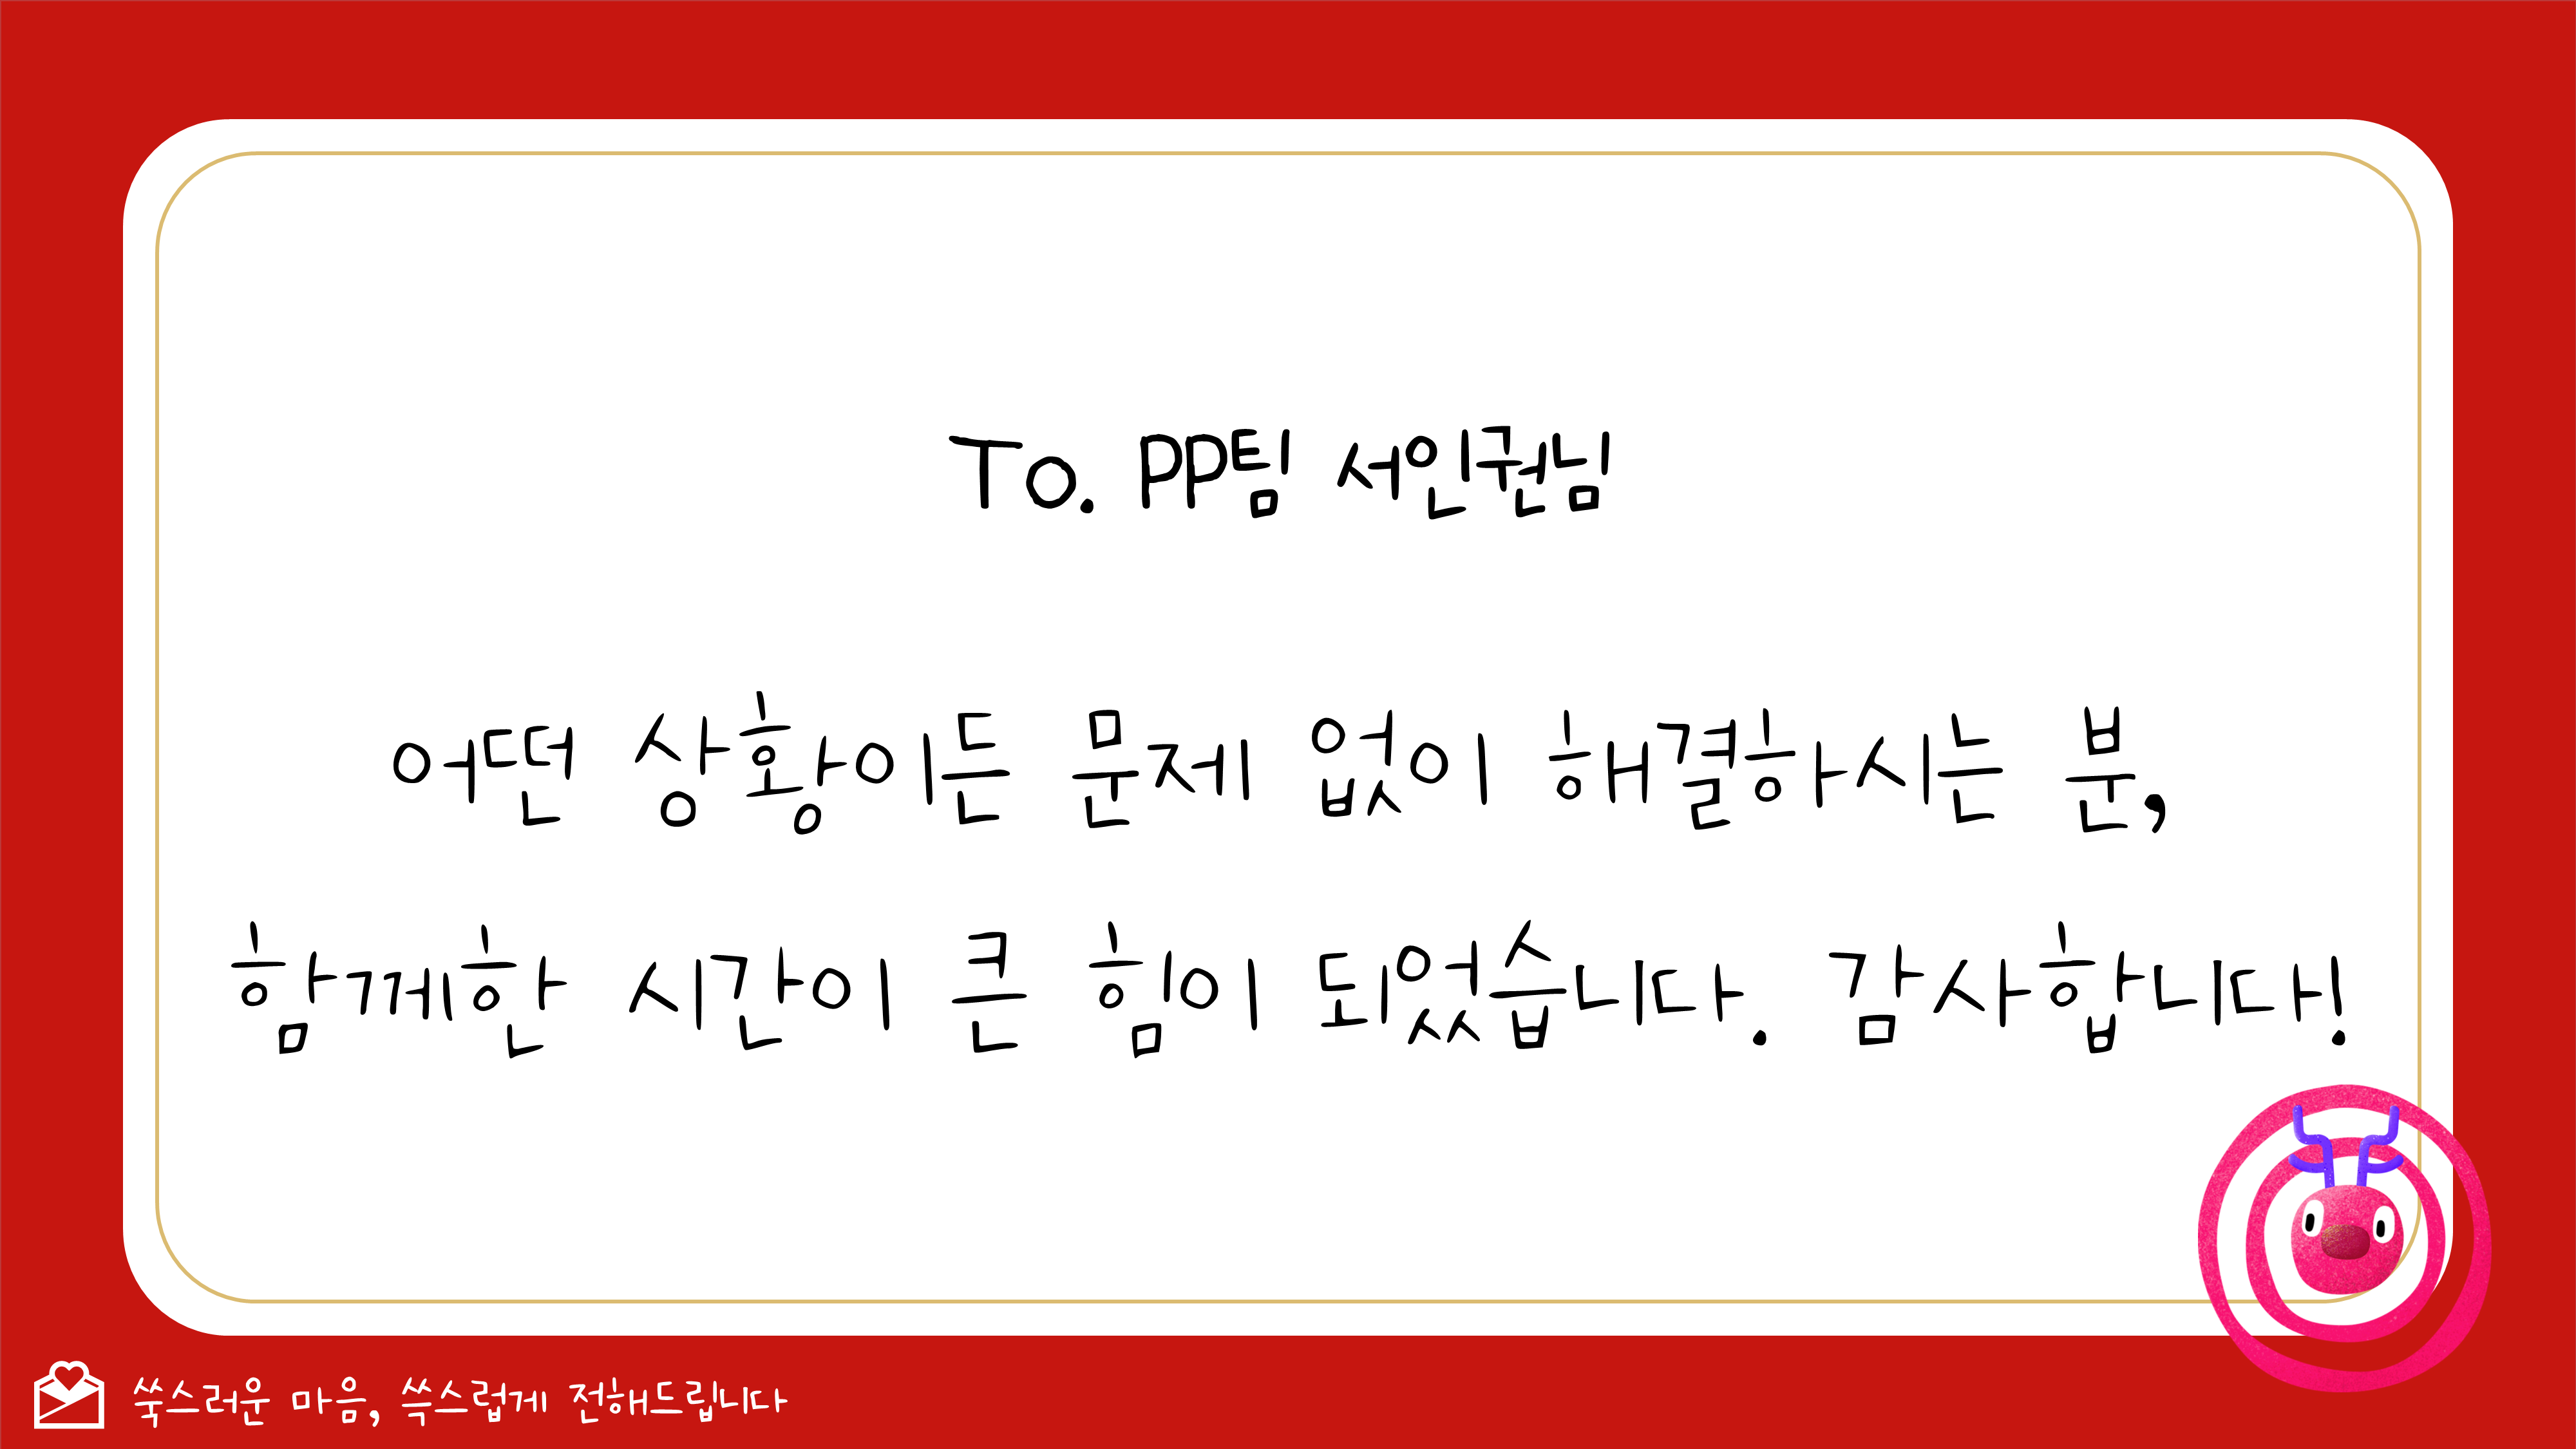 To. PP팀 서인권님
어떤 상황이든 문제 없이 해결하시는 분,
함께한 시간이 큰 힘이 되었습니다. 감사합니다!
쑥스러운 마음, 쓱스럽게 전해드립니다